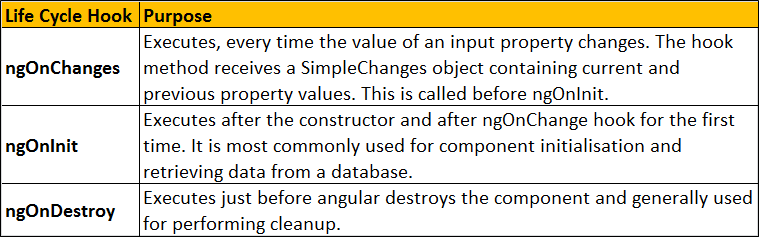 Life Cycle Hook Purpose
ngOnChanges
Executes, every time the value of an input property changes. The hook
method receives a SimpleChanges object containing current and
previous property values. This is called before ngOnInit.
ngOnInit
Executes after the constructor and after ngOnChange hook for the first
time. It is most commonly used for component initialisation and
retrieving data from a database.
ngOnDestroy
Executes just before angular destroys the component and generally used
for performing cleanup.